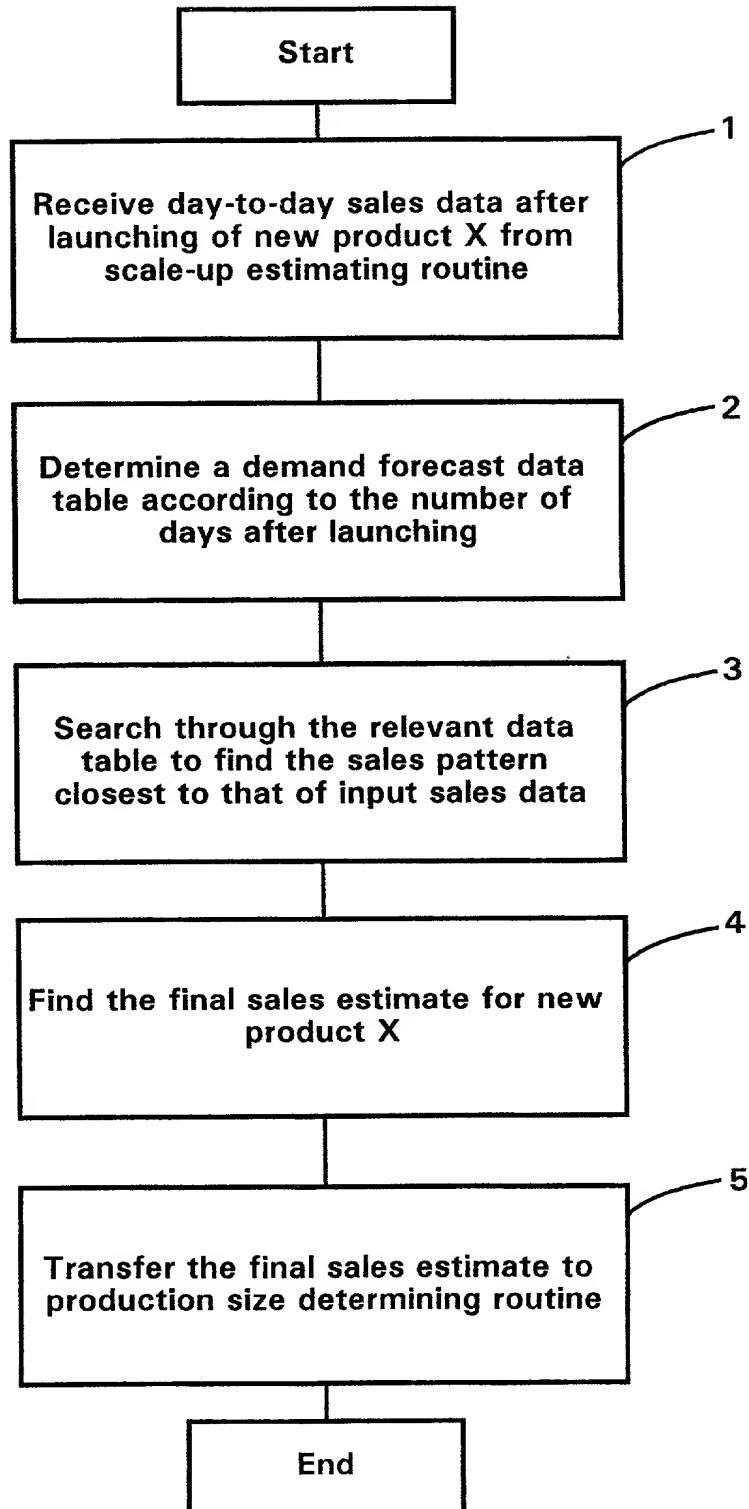 Start
1
Receive day-to-day sales data after
launching of new product X from
scale-up estimating routine
2
Determine a demand forecast data
table according to the number of
days after launching
3
Search through the relevant data
table to find the sales pattern
closest to that of input sales data
4
Find the final sales estimate for new
product X
5
Transfer the final sales estimate to
production size determining routine
End